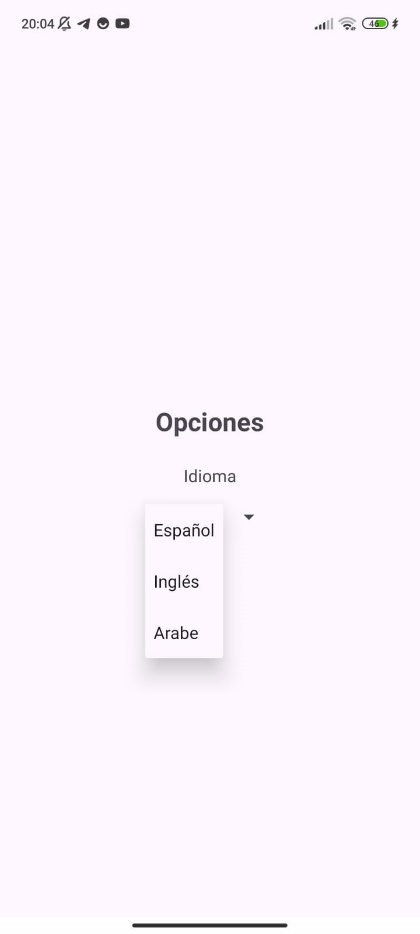 20:04
46
Opciones
Idioma
Español
Inglés
Arabe